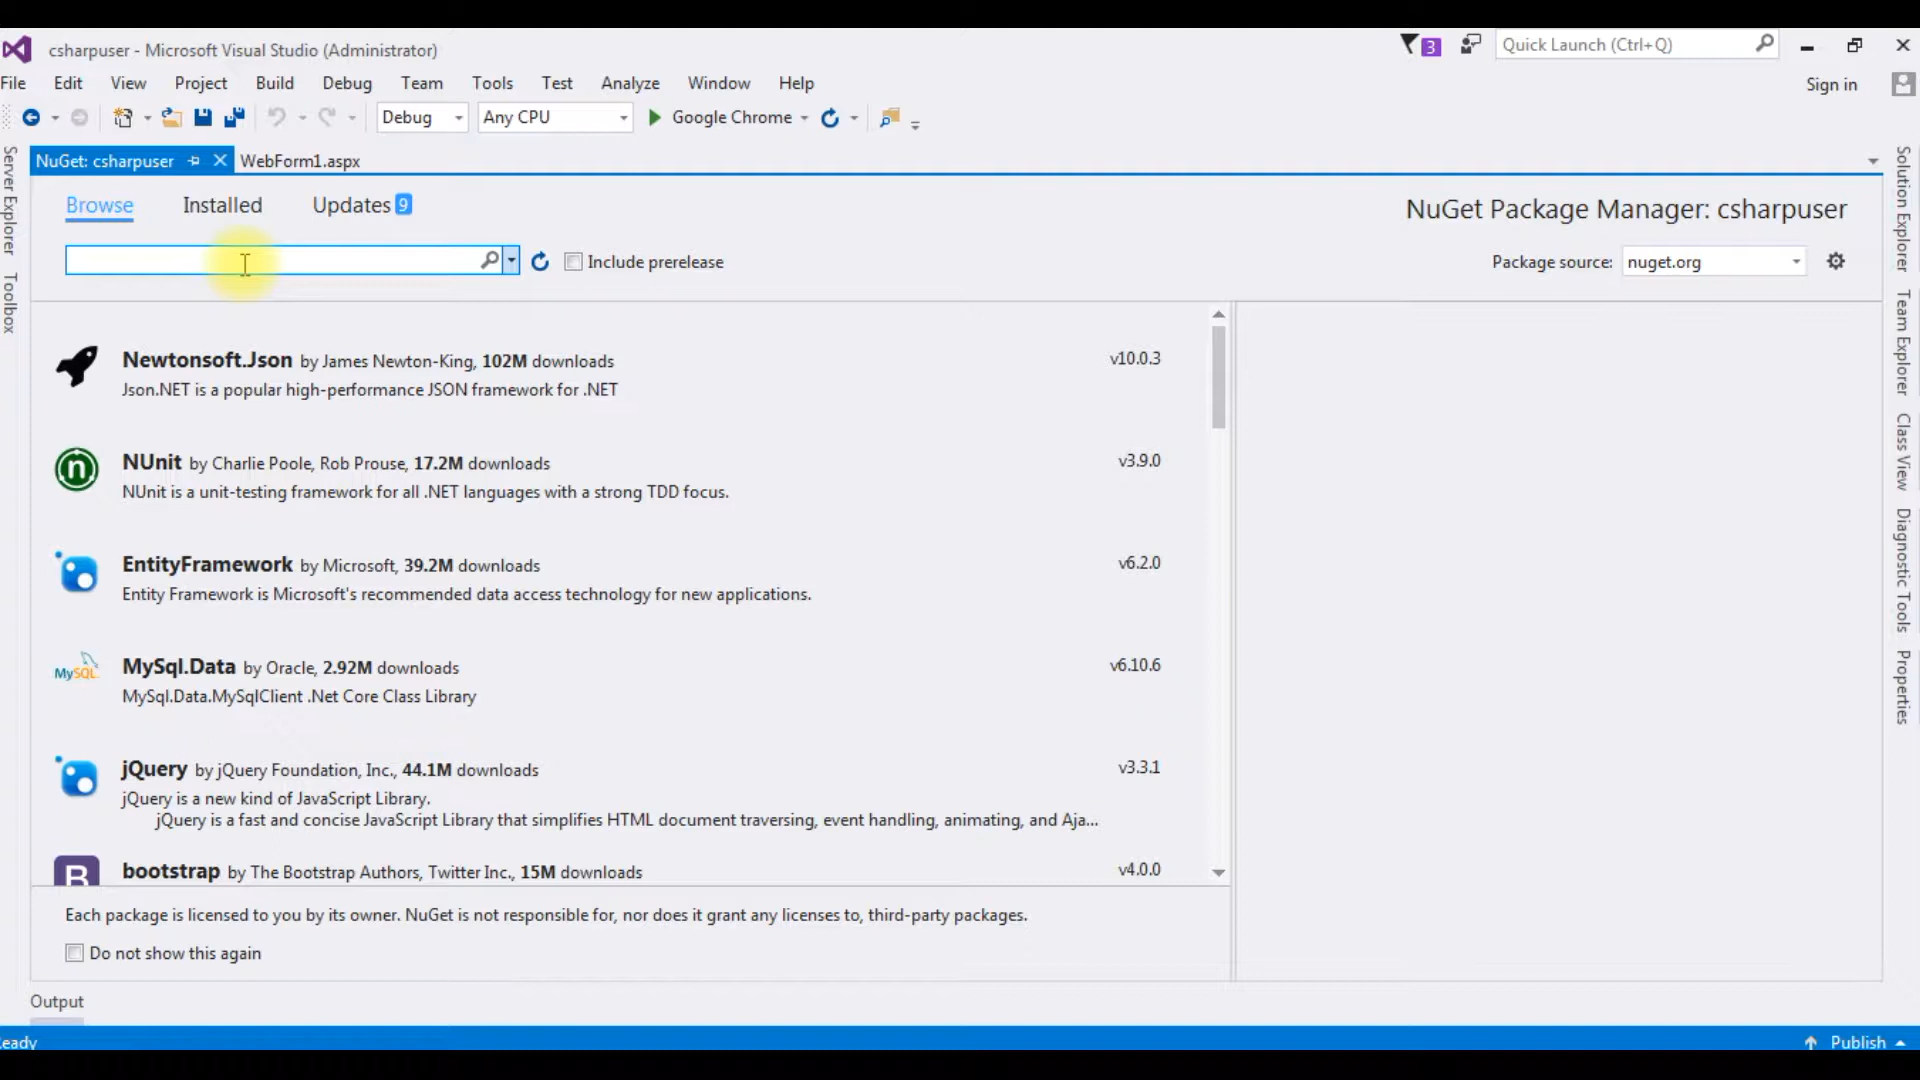 csharpuser - Microsoft Visual Studio (Administrator)
3
Quick Launch (Ctrl+Q)
File Edit View Project Build Debug Team Tools Test Analyze Window Help
Sign in
Debug Any CPU Google Chrome
NuGet: csharpuser WebForm1.aspx
Browse Installed Updates 9
NuGet Package Manager: csharpuser
Include prerelease
Package source: nuget.org
Newtonsoft.Json by James Newton-King, 102M downloads v10.0.3
Json.NET is a popular high-performance JSON framework for .NET
n
NUnit by Charlie Poole, Rob Prouse, 17.2M downloads v3.9.0
NUnit is a unit-testing framework for all .NET languages with a strong TDD focus.
EntityFramework by Microsoft, 39.2M downloads v6.2.0
Entity Framework is Microsoft's recommended data access technology for new applications.
MySQL
MySql.Data by Oracle, 2.92M downloads v6.10.6
MySql.Data.MySqlClient .Net Core Class Library
jQuery by jQuery Foundation, Inc., 44.1M downloads v3.3.1
jQuery is a new kind of JavaScript Library.
jQuery is a fast and concise JavaScript Library that simplifies HTML document traversing, event handling, animating, and Aja...
B
bootstrap by The Bootstrap Authors, Twitter Inc., 15M downloads v4.0.0
Each package is licensed to you by its owner. NuGet is not responsible for, nor does it grant any licenses to, third-party packages.
Do not show this again
Output
eady
Publish
Server Explorer
Toolbox
Solution Explorer
Team Explorer
Class View
Diagnostic Tools
Properties